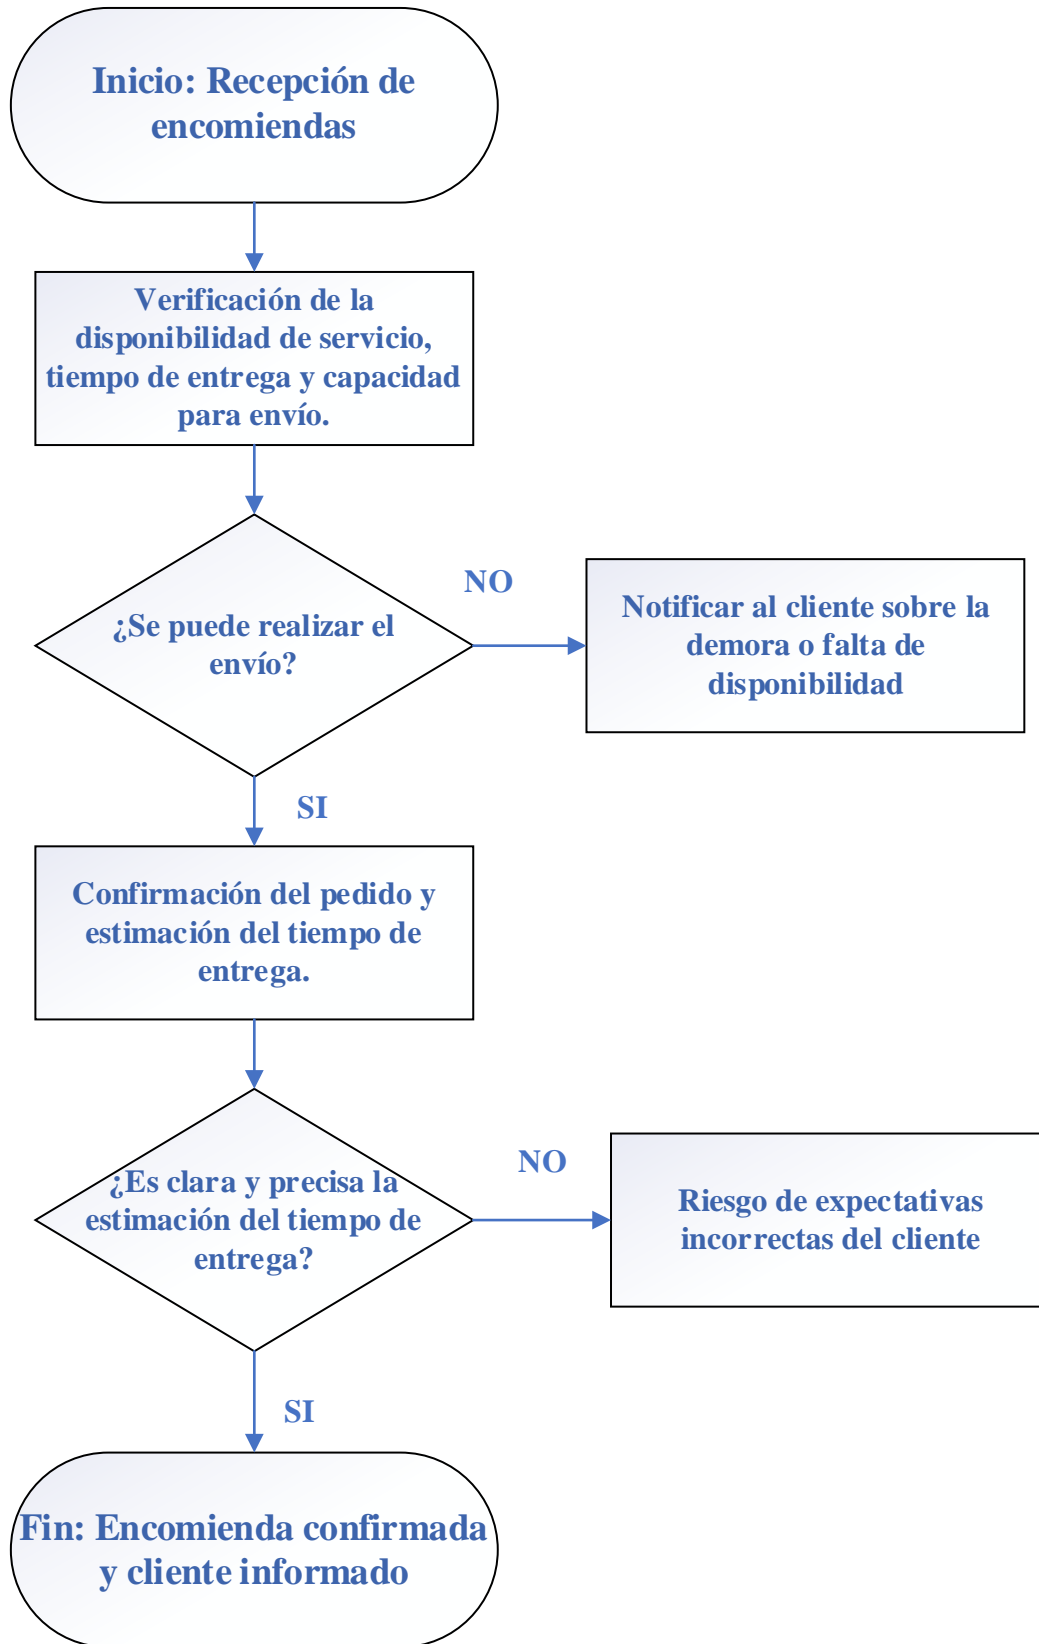 Inicio: Recepción de
encomiendas
Verificación de la
disponibilidad de servicio,
tiempo de entrega y capacidad
para envío.
¿Se puede realizar el
envío?
NO
Notificar al cliente sobre la
demora o falta de
disponibilidad
SI
Confirmación del pedido y
estimación del tiempo de
entrega.
¿Es clara y precisa la
estimación del tiempo de
entrega?
NO
Riesgo de expectativas
incorrectas del cliente
SI
Fin: Encomienda confirmada
y cliente informado